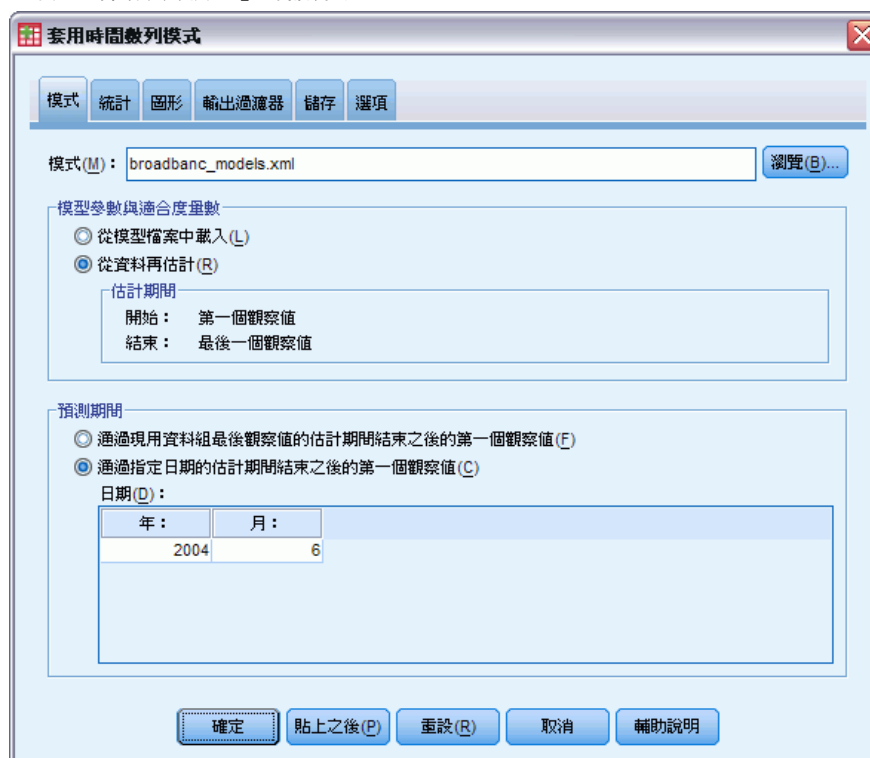 套用時間數列模式
模式 統計 圖形 輸出過濾器 儲存 選項
模式(M)： broadbanc_models.xml 瀏覽(B)...
模型參數與適合度量數
從模型檔案中載入(L)
從資料再估計(R)
估計期間
開始： 第一個觀察值
結束： 最後一個觀察值
預測期間
通過現用資料組最後觀察值的估計期間結束之後的第一個觀察值(F)
通過指定日期的估計期間結束之後的第一個觀察值(C)
日期(D)：
年： 月：
2004 6
確定 貼上之後(P) 重設(R) 取消 輔助說明